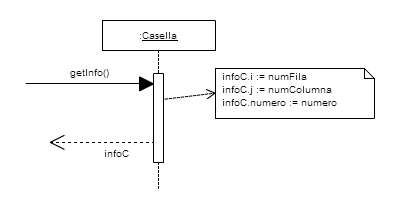 :Casella
getInfo()
infoC.i := numFila
infoC.j := numColumna
infoC.numero := numero
infoC